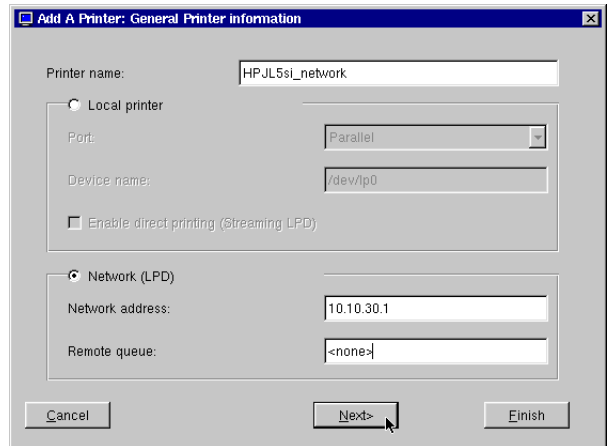 Add A Printer: General Printer information
Printer name: HPJL5si_network
Local printer
Port: Parallel
Device name: /dev/lp0
Enable direct printing (Streaming LPD)
Network (LPD)
Network address: 10.10.30.1
Remote queue: <none>
Cancel Next> Finish